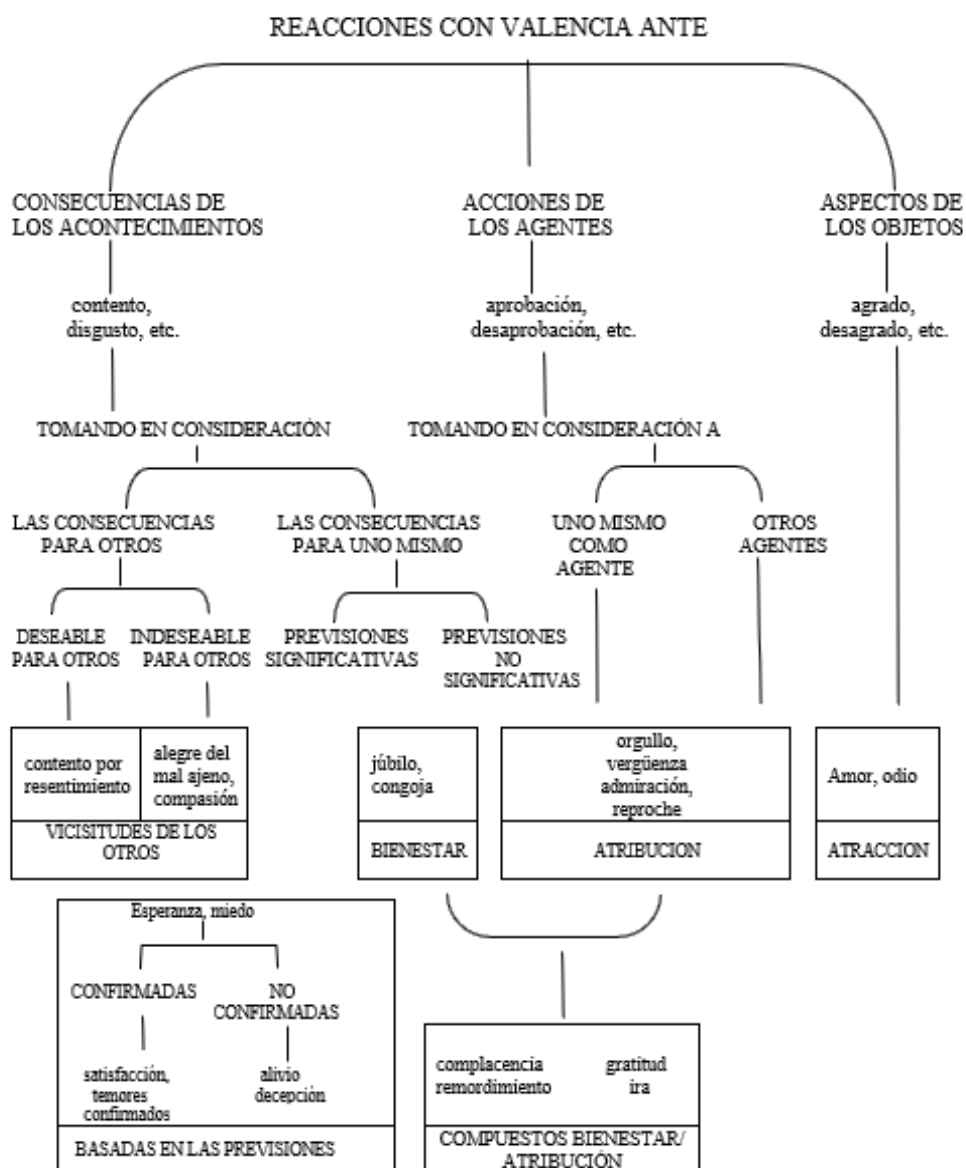 REACCIONES CON VALENCIA ANTE
CONSECUENCIAS DE
LOS ACONTECIMIENTOS
ACCIONES DE
LOS AGENTES
ASPECTOS DE
LOS OBJETOS
contento,
disgusto, etc.
aprobación,
desaprobación, etc.
agrado,
desagrado, etc.
TOMANDO EN CONSIDERACIÓN
TOMANDO EN CONSIDERACIÓN A
LAS CONSECUENCIAS
PARA OTROS
LAS CONSECUENCIAS
PARA UNO MISMO
UNO MISMO
COMO
AGENTE
OTROS
AGENTES
DESEABLE
PARA OTROS
INDESEABLE
PARA OTROS
PREVISIONES
SIGNIFICATIVAS
PREVISIONES
NO
SIGNIFICATIVAS
contento por
resentimiento
alegre del
mal ajeno,
compasión
VICISITUDES DE LOS
OTROS
júbilo,
congoja
BIENESTAR
orgullo,
vergüenza
admiración,
reproche
ATRIBUCION
Amor, odio
ATRACCION
Esperanza, miedo
CONFIRMADAS
NO
CONFIRMADAS
satisfacción,
temores
confirmados
alivio
decepción
BASADAS EN LAS PREVISIONES
complacencia
remordimiento
gratitud
ira
COMPUESTOS BIENESTAR/
ATRIBUCIÓN